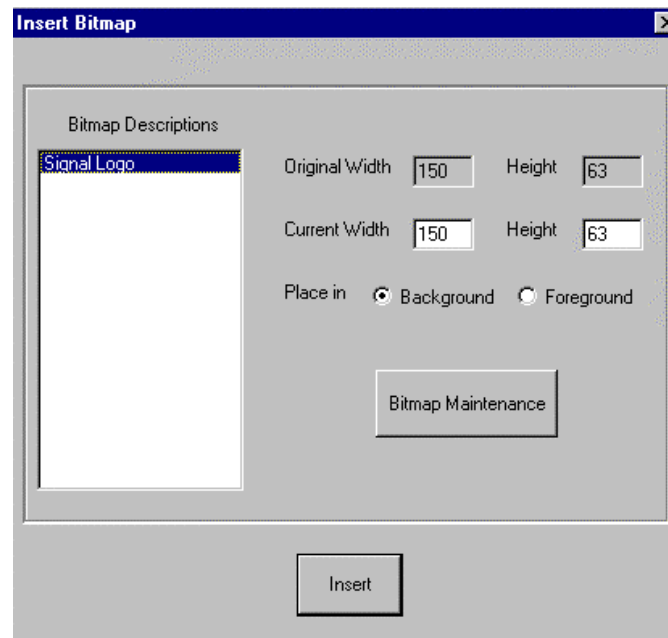 Insert Bitmap
Bitmap Descriptions
Signal Logo
Original Width 150 Height 63
Current Width 150 Height 63
Place in Background Foreground
Bitmap Maintenance
Insert